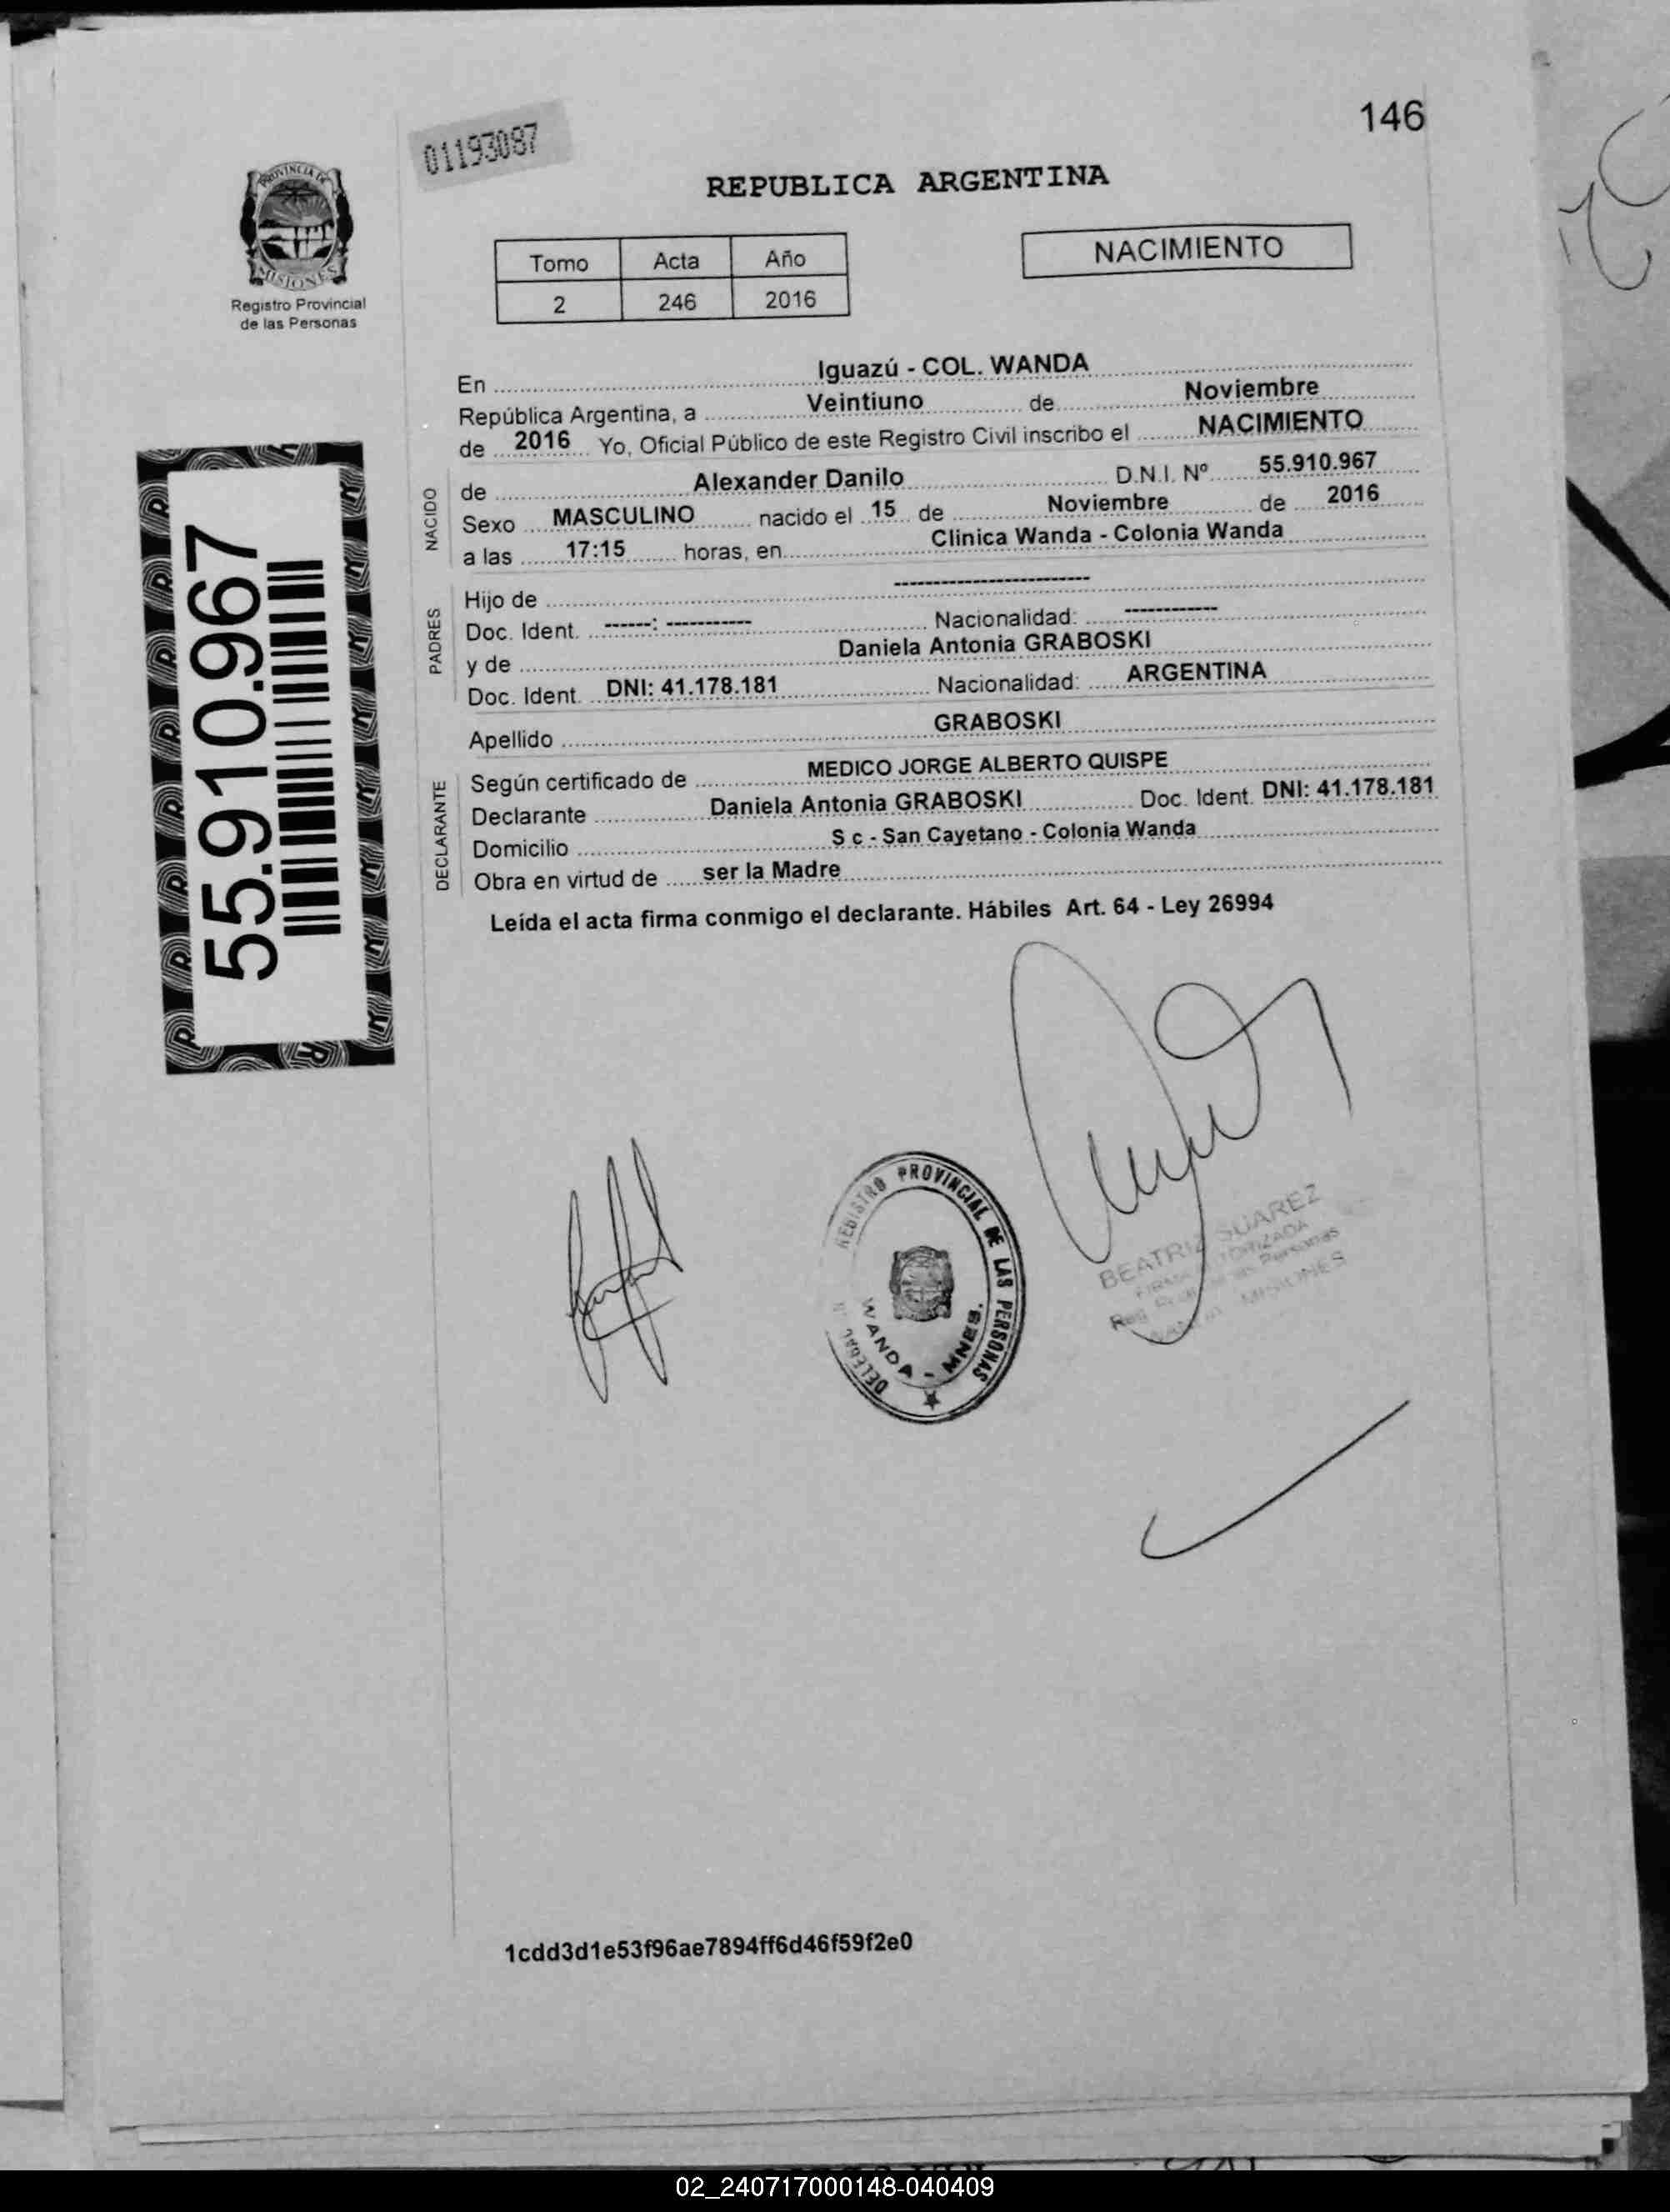 146
01193087
PROVINCIA DE
MISIONES
Registro Provincial
de las Personas
REPUBLICA ARGENTINA
Tomo Acta Año
2 246 2016
NACIMIENTO
En Iguazú - COL. WANDA
República Argentina, a Veintiuno de Noviembre
de 2016 Yo, Oficial Público de este Registro Civil inscribo el NACIMIENTO
NACIDO
de Alexander Danilo D.N.I. Nº 55.910.967
Sexo MASCULINO nacido el 15 de Noviembre de 2016
a las 17:15 horas, en Clinica Wanda - Colonia Wanda
PADRES
Hijo de -----------------------
Doc. Ident. ------: ----------- Nacionalidad: ------------
y de Daniela Antonia GRABOSKI
Doc. Ident. DNI: 41.178.181 Nacionalidad: ARGENTINA
Apellido GRABOSKI
DECLARANTE
Según certificado de MEDICO JORGE ALBERTO QUISPE
Declarante Daniela Antonia GRABOSKI Doc. Ident. DNI: 41.178.181
Domicilio S c - San Cayetano - Colonia Wanda
Obra en virtud de ser la Madre
Leída el acta firma conmigo el declarante. Hábiles Art. 64 - Ley 26994
55.910.967
REGISTRO PROVINCIAL DE LAS PERSONAS
WANDA - MNES.
BEATRIZ SUAREZ
Personas
MISIONES
1cdd3d1e53f96ae7894ff6d46f59f2e0
02_240717000148-040409